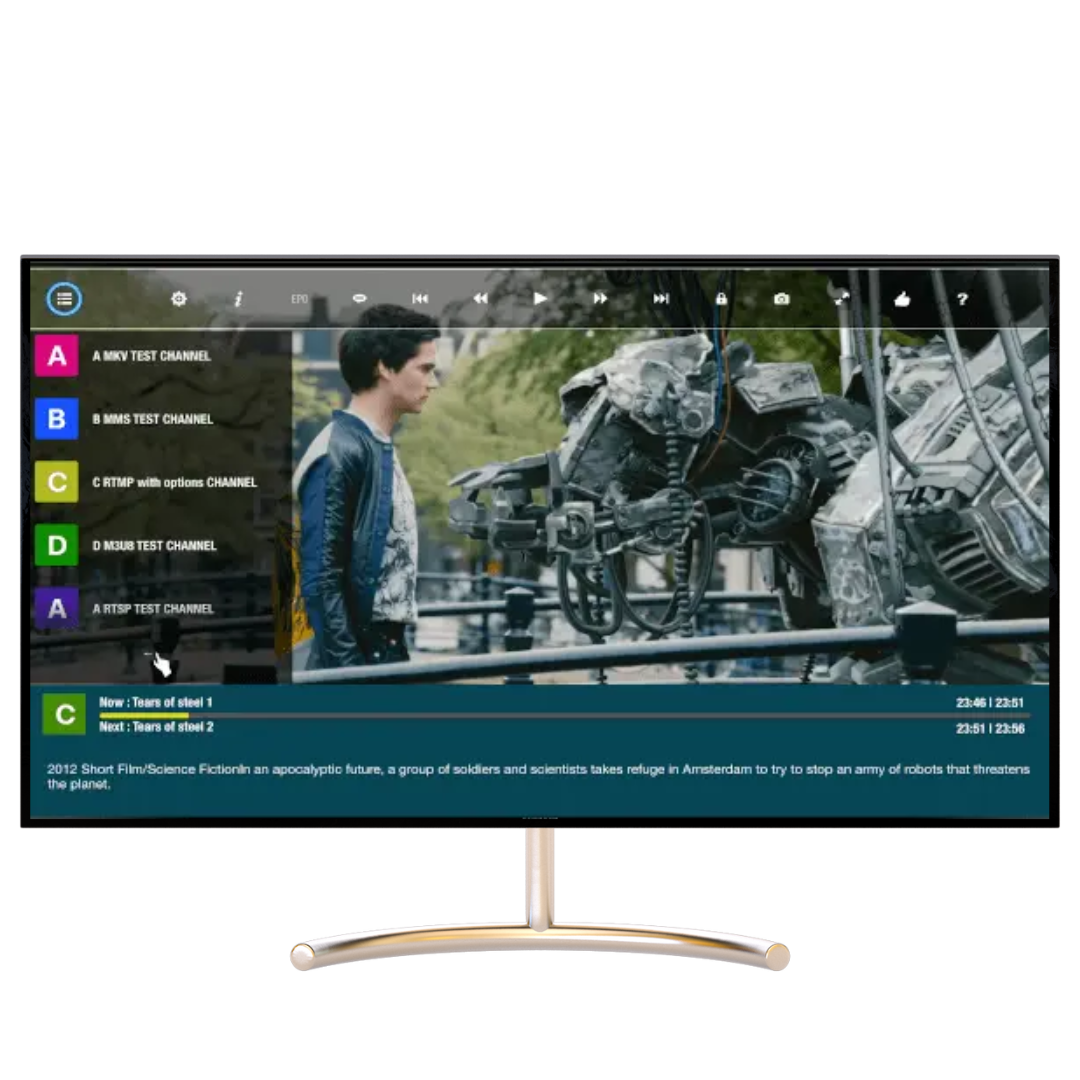 EPG
?
A A MKV TEST CHANNEL
B B MMS TEST CHANNEL
C C RTMP with options CHANNEL
D D M3U8 TEST CHANNEL
A A RTSP TEST CHANNEL
C
Now : Tears of steel 1 23:46 | 23:51
Next : Tears of steel 2 23:51 | 23:56
2012 Short Film/Science FictionIn an apocalyptic future, a group of soldiers and scientists takes refuge in Amsterdam to try to stop an army of robots that threatens
the planet.